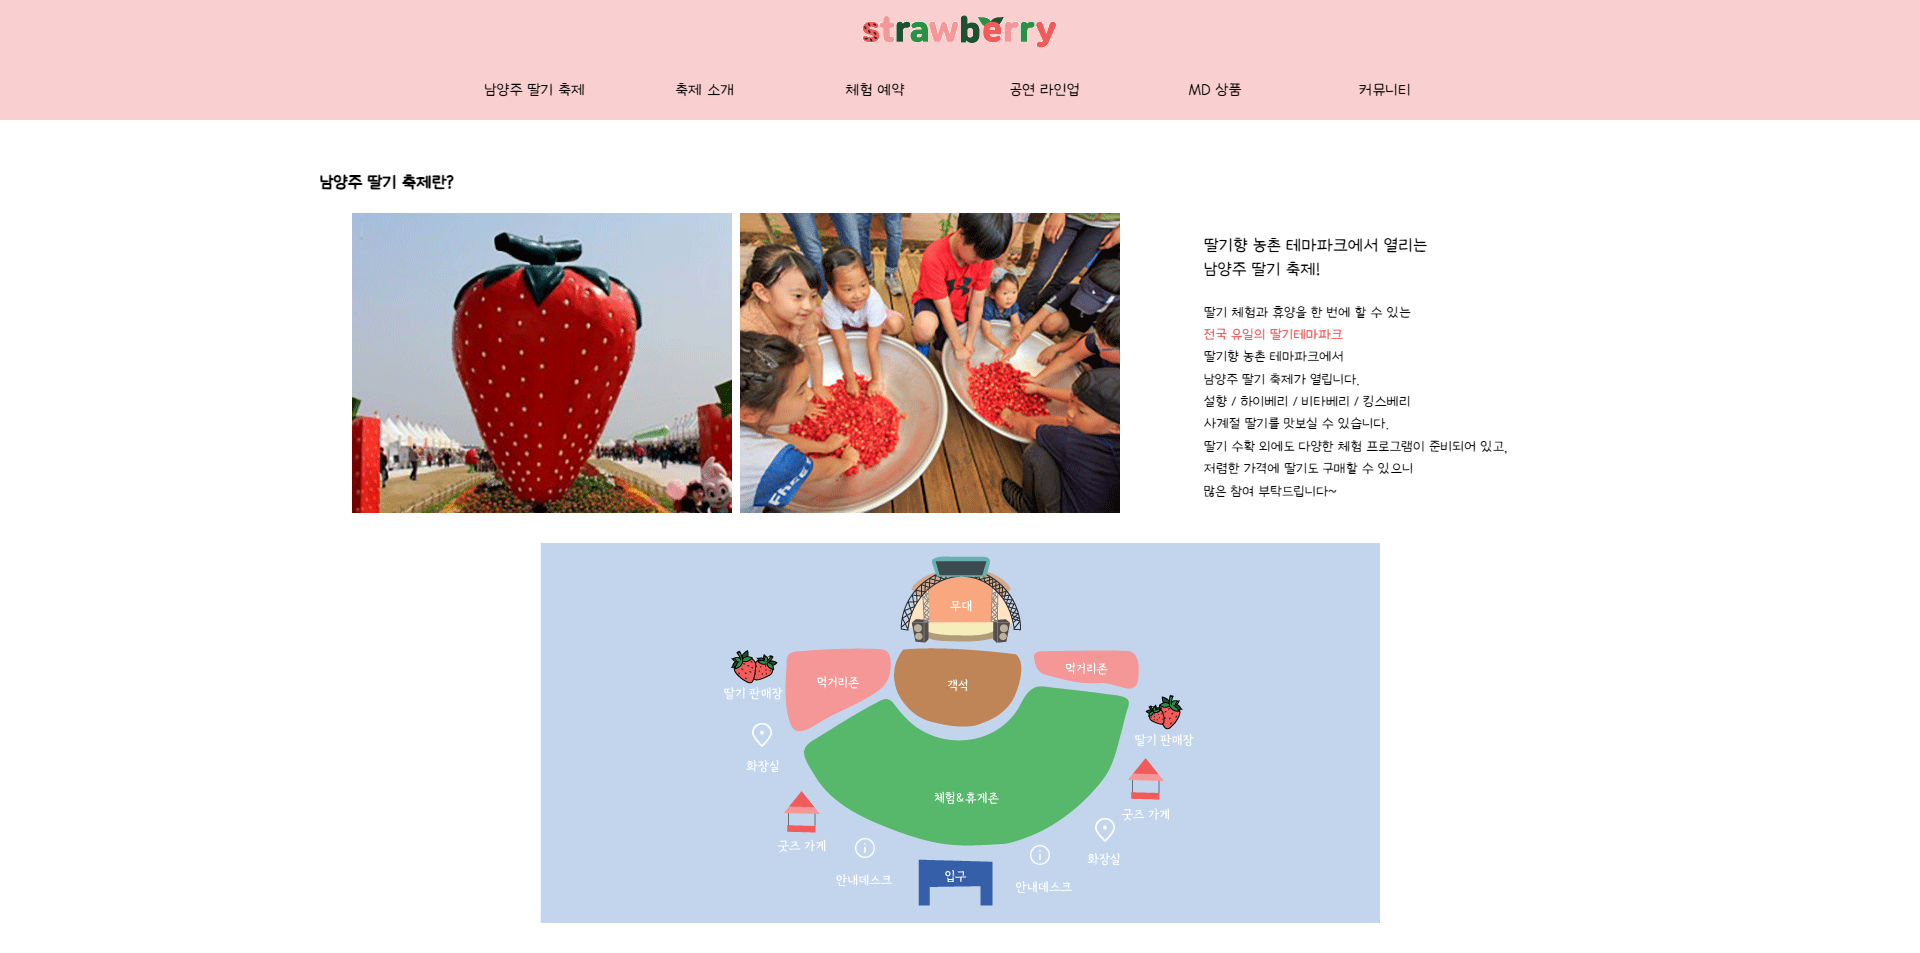 strawberry
남양주 딸기 축제
축제 소개
체험 예약
공연 라인업
MD 상품
커뮤니티
남양주 딸기 축제란?
딸기향 농촌 테마파크에서 열리는
남양주 딸기 축제!
딸기 체험과 휴양을 한 번에 할 수 있는
전국 유일의 딸기테마파크
딸기향 농촌 테마파크에서
남양주 딸기 축제가 열립니다.
설향 / 하이베리 / 비타베리 / 킹스베리
사계절 딸기를 맛보실 수 있습니다.
딸기 수확 외에도 다양한 체험 프로그램이 준비되어 있고,
저렴한 가격에 딸기도 구매할 수 있으니
많은 참여 부탁드립니다~
무대
먹거리존
객석
먹거리존
딸기 판매장
딸기 판매장
화장실
체험&휴게존
굿즈 가게
굿즈 가게
화장실
안내데스크
입구
안내데스크